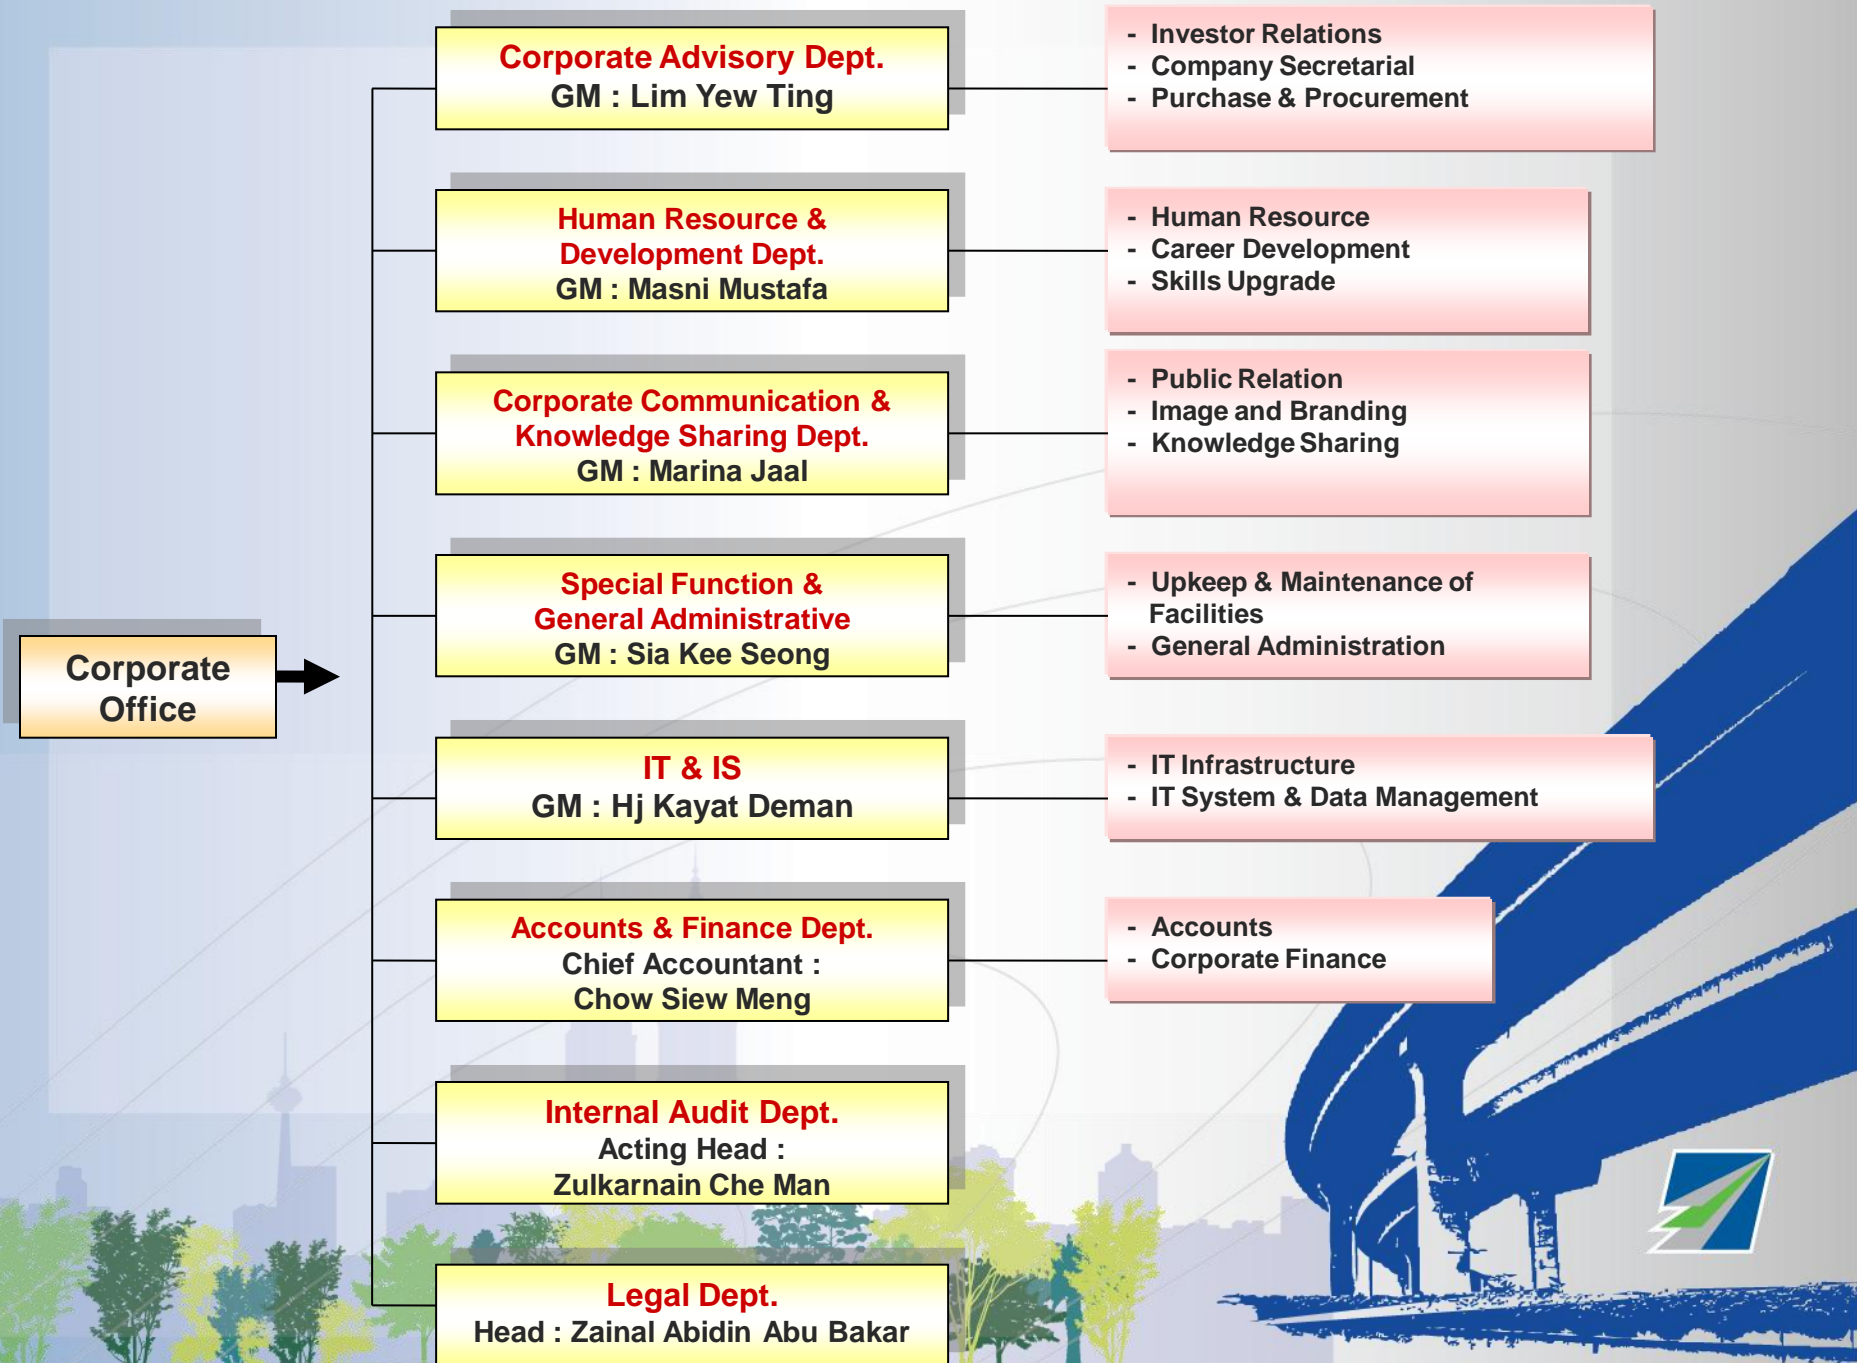 Corporate Advisory Dept.
GM : Lim Yew Ting
- Investor Relations
- Company Secretarial
- Purchase & Procurement
Human Resource &
Development Dept.
GM : Masni Mustafa
- Human Resource
- Career Development
- Skills Upgrade
Corporate Communication &
Knowledge Sharing Dept.
GM : Marina Jaal
- Public Relation
- Image and Branding
- Knowledge Sharing
Special Function &
General Administrative
GM : Sia Kee Seong
- Upkeep & Maintenance of
Facilities
- General Administration
Corporate
Office
IT & IS
GM : Hj Kayat Deman
- IT Infrastructure
- IT System & Data Management
Accounts & Finance Dept.
Chief Accountant :
Chow Siew Meng
- Accounts
- Corporate Finance
Internal Audit Dept.
Acting Head :
Zulkarnain Che Man
Legal Dept.
Head : Zainal Abidin Abu Bakar